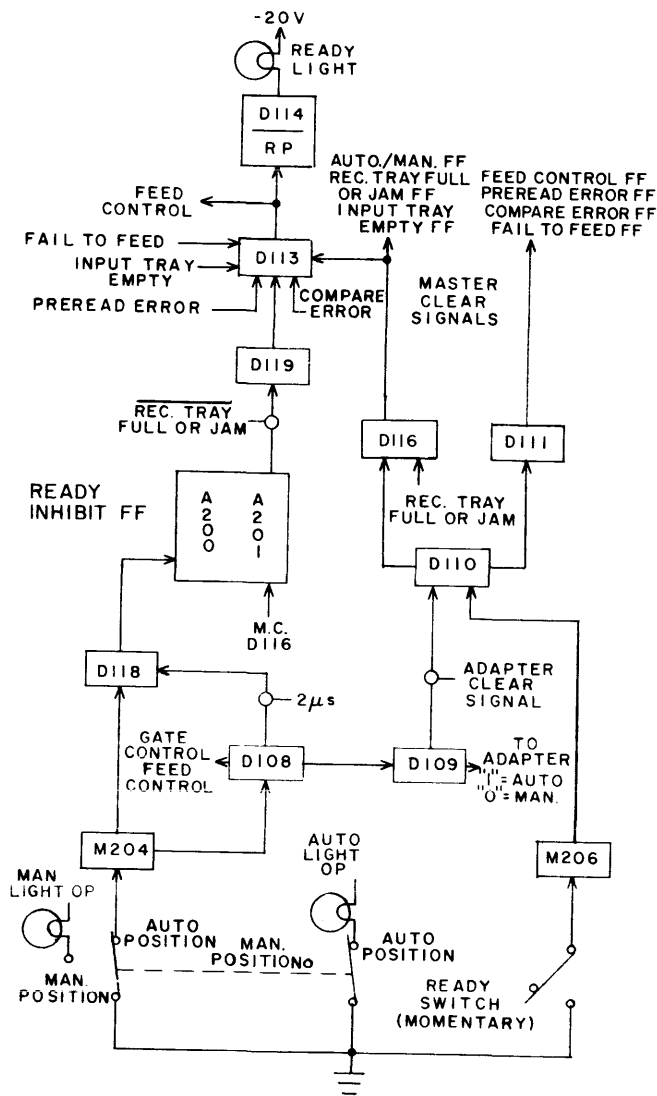 -20V
READY
LIGHT
D114
RP
FEED
CONTROL
AUTO./MAN. FF
REC. TRAY FULL
OR JAM FF
INPUT TRAY
EMPTY FF
FEED CONTROL FF
PREREAD ERROR FF
COMPARE ERROR FF
FAIL TO FEED FF
FAIL TO FEED
INPUT TRAY
EMPTY
D113
PREREAD ERROR
COMPARE
ERROR
MASTER
CLEAR
SIGNALS
D119
REC. TRAY
FULL OR JAM
D116
D111
READY
INHIBIT FF
A200
A201
REC. TRAY
FULL OR JAM
D110
M.C.
D116
D118
2μs
ADAPTER
CLEAR
SIGNAL
GATE
CONTROL
FEED
CONTROL
D108
D109
TO
ADAPTER
"1"=AUTO
"0"=MAN.
M204
AUTO
LIGHT
OP
M206
MAN
LIGHT OP
AUTO
POSITION
MAN.
POSITION
AUTO
POSITION
MAN.
POSITION
READY
SWITCH
(MOMENTARY)